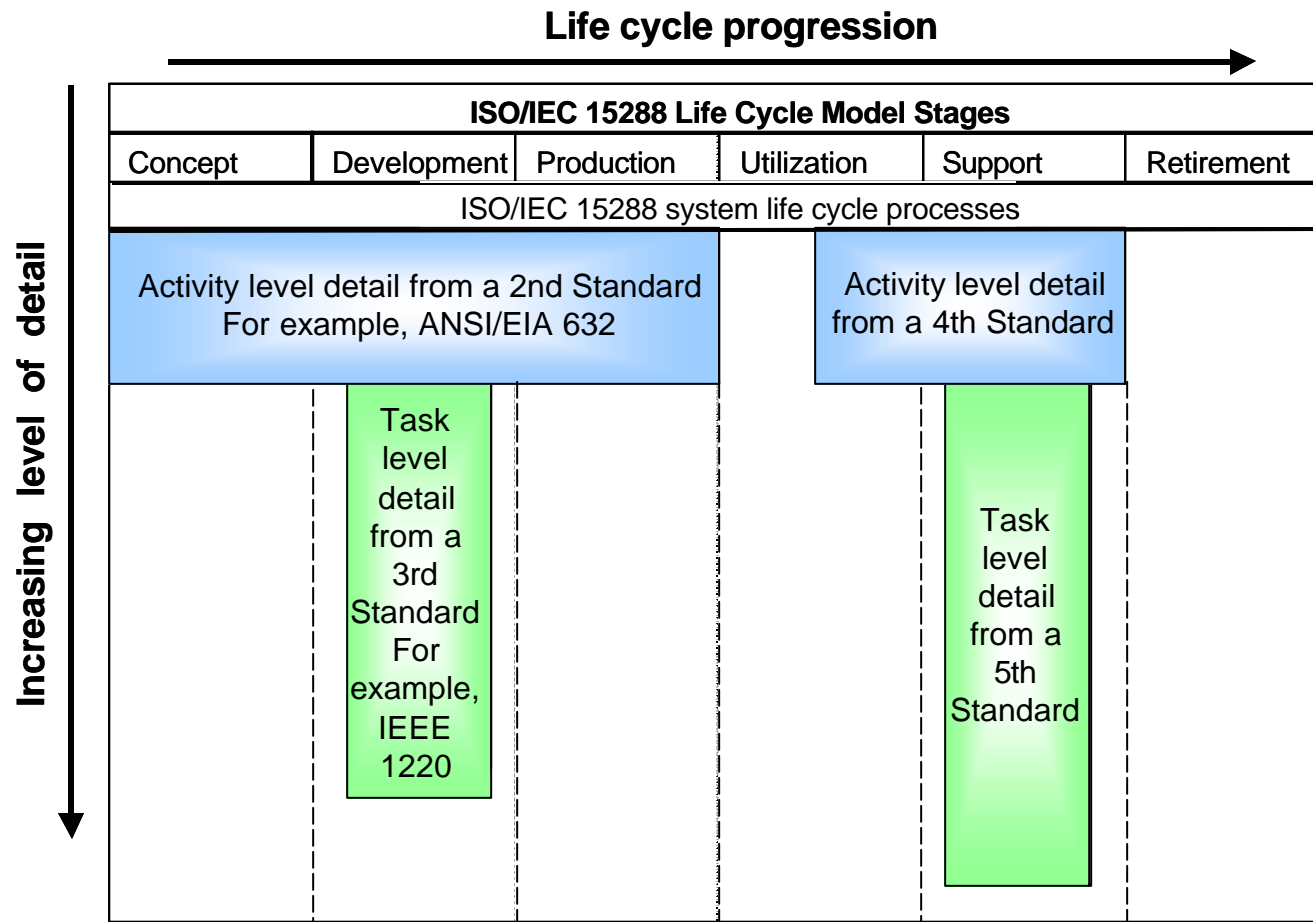 Life cycle progression
Increasing level of detail
ISO/IEC 15288 Life Cycle Model Stages
Concept Development Production Utilization Support Retirement
ISO/IEC 15288 system life cycle processes
Activity level detail from a 2nd Standard
For example, ANSI/EIA 632
Activity level detail
from a 4th Standard
Task
level
detail
from a
3rd
Standard
For
example,
IEEE
1220
Task
level
detail
from a
5th
Standard